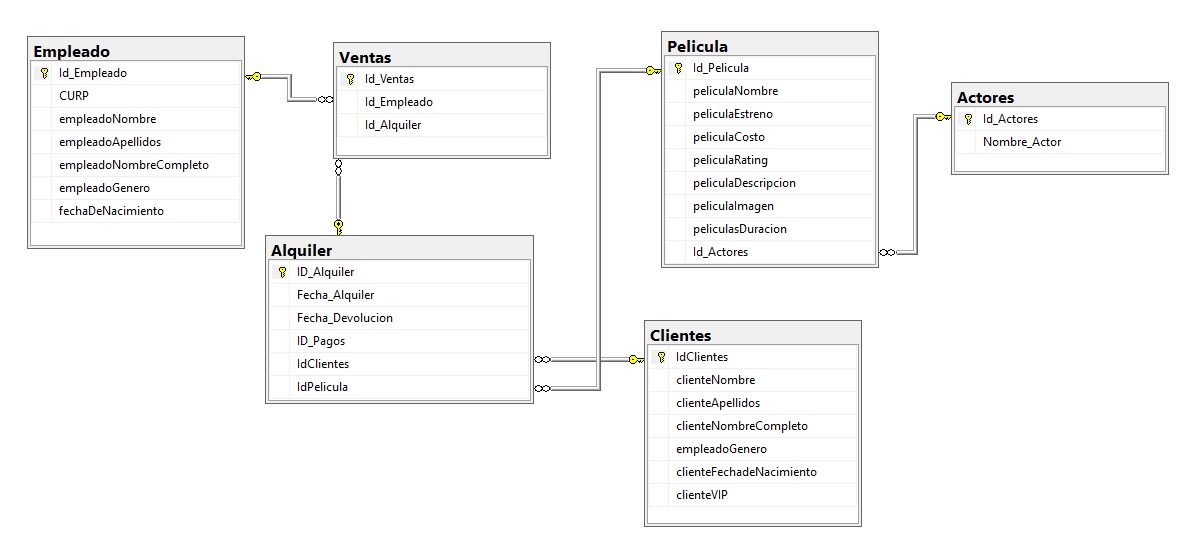 Empleado
Id_Empleado
CURP
empleadoNombre
empleadoApellidos
empleadoNombreCompleto
empleadoGenero
fechaDeNacimiento
Ventas
Id_Ventas
Id_Empleado
Id_Alquiler
Alquiler
ID_Alquiler
Fecha_Alquiler
Fecha_Devolucion
ID_Pagos
IdClientes
IdPelicula
Pelicula
Id_Pelicula
peliculaNombre
peliculaEstreno
peliculaCosto
peliculaRating
peliculaDescripcion
peliculaImagen
peliculasDuracion
Id_Actores
Actores
Id_Actores
Nombre_Actor
Clientes
IdClientes
clienteNombre
clienteApellidos
clienteNombreCompleto
empleadoGenero
clienteFechadeNacimiento
clienteVIP